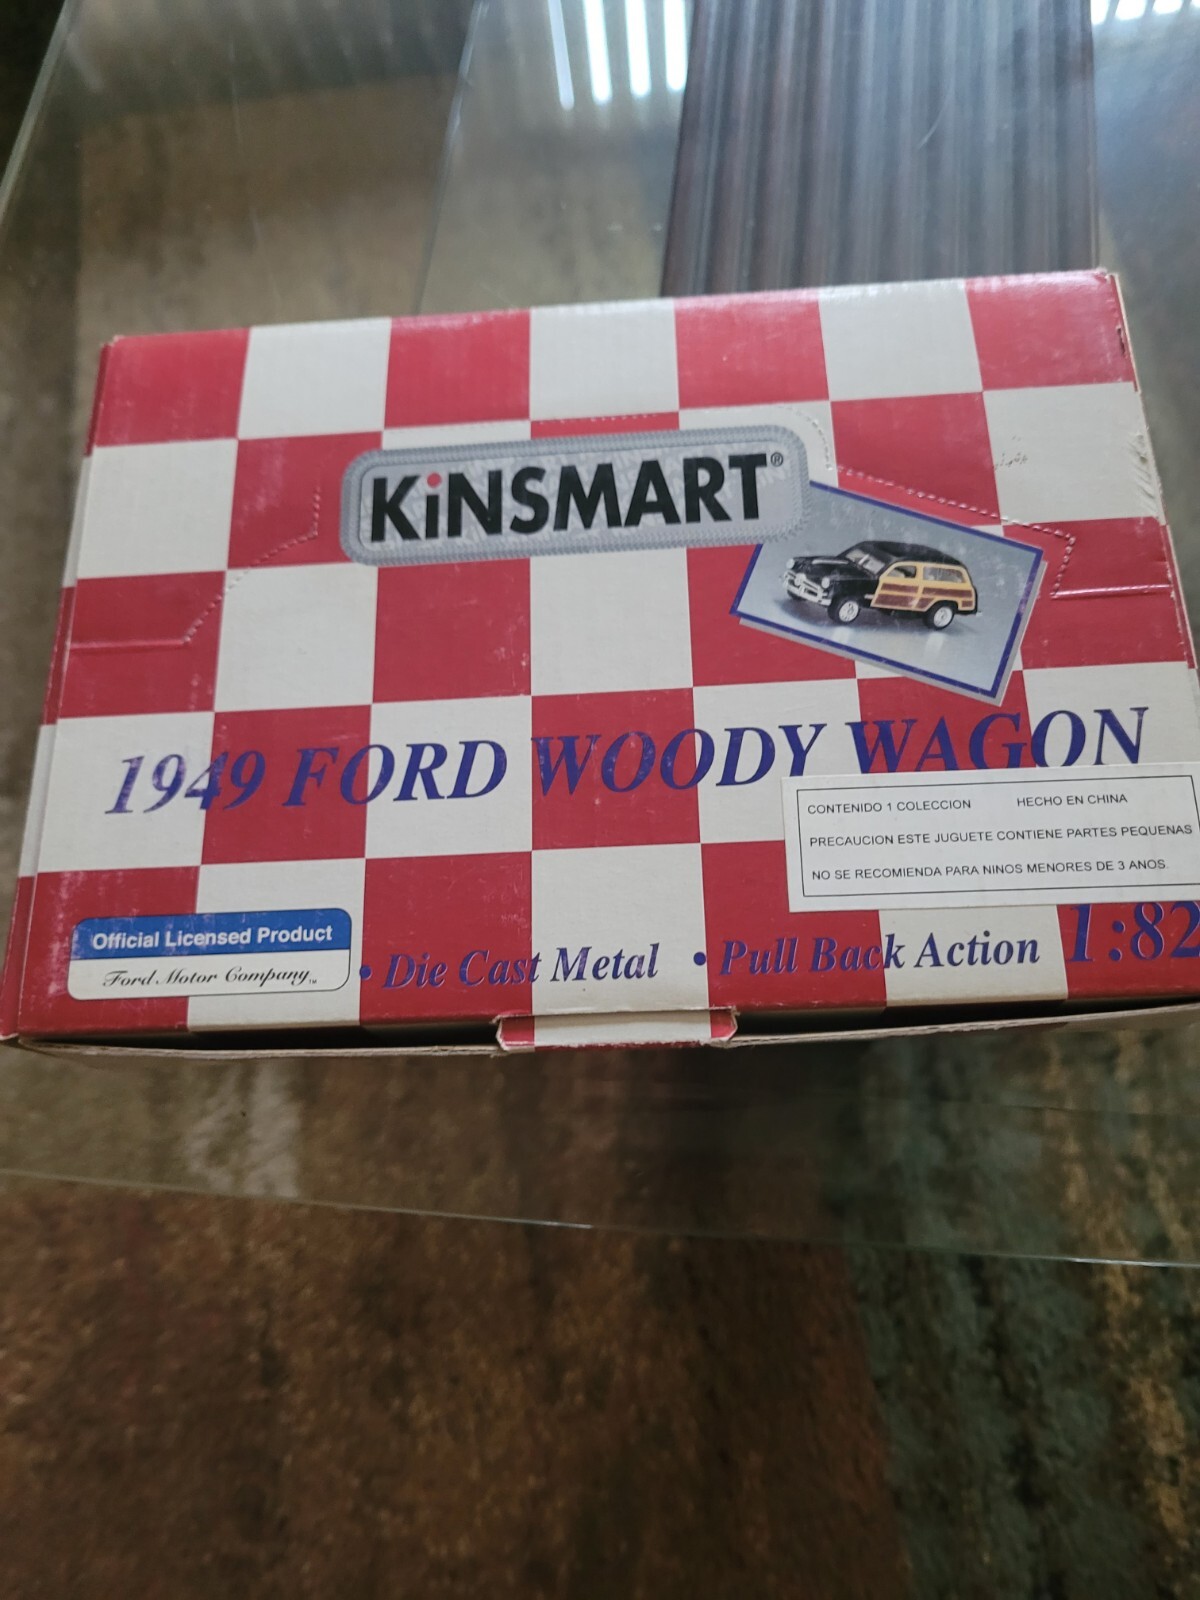 KiNSMART®
1949 FORD WOODY WAGON
CONTENIDO 1 COLECCION HECHO EN CHINA
PRECAUCION ESTE JUGUETE CONTIENE PARTES PEQUENAS
NO SE RECOMIENDA PARA NINOS MENORES DE 3 ANOS.
Official Licensed Product
Ford Motor Company™
• Die Cast Metal • Pull Back Action 1:82